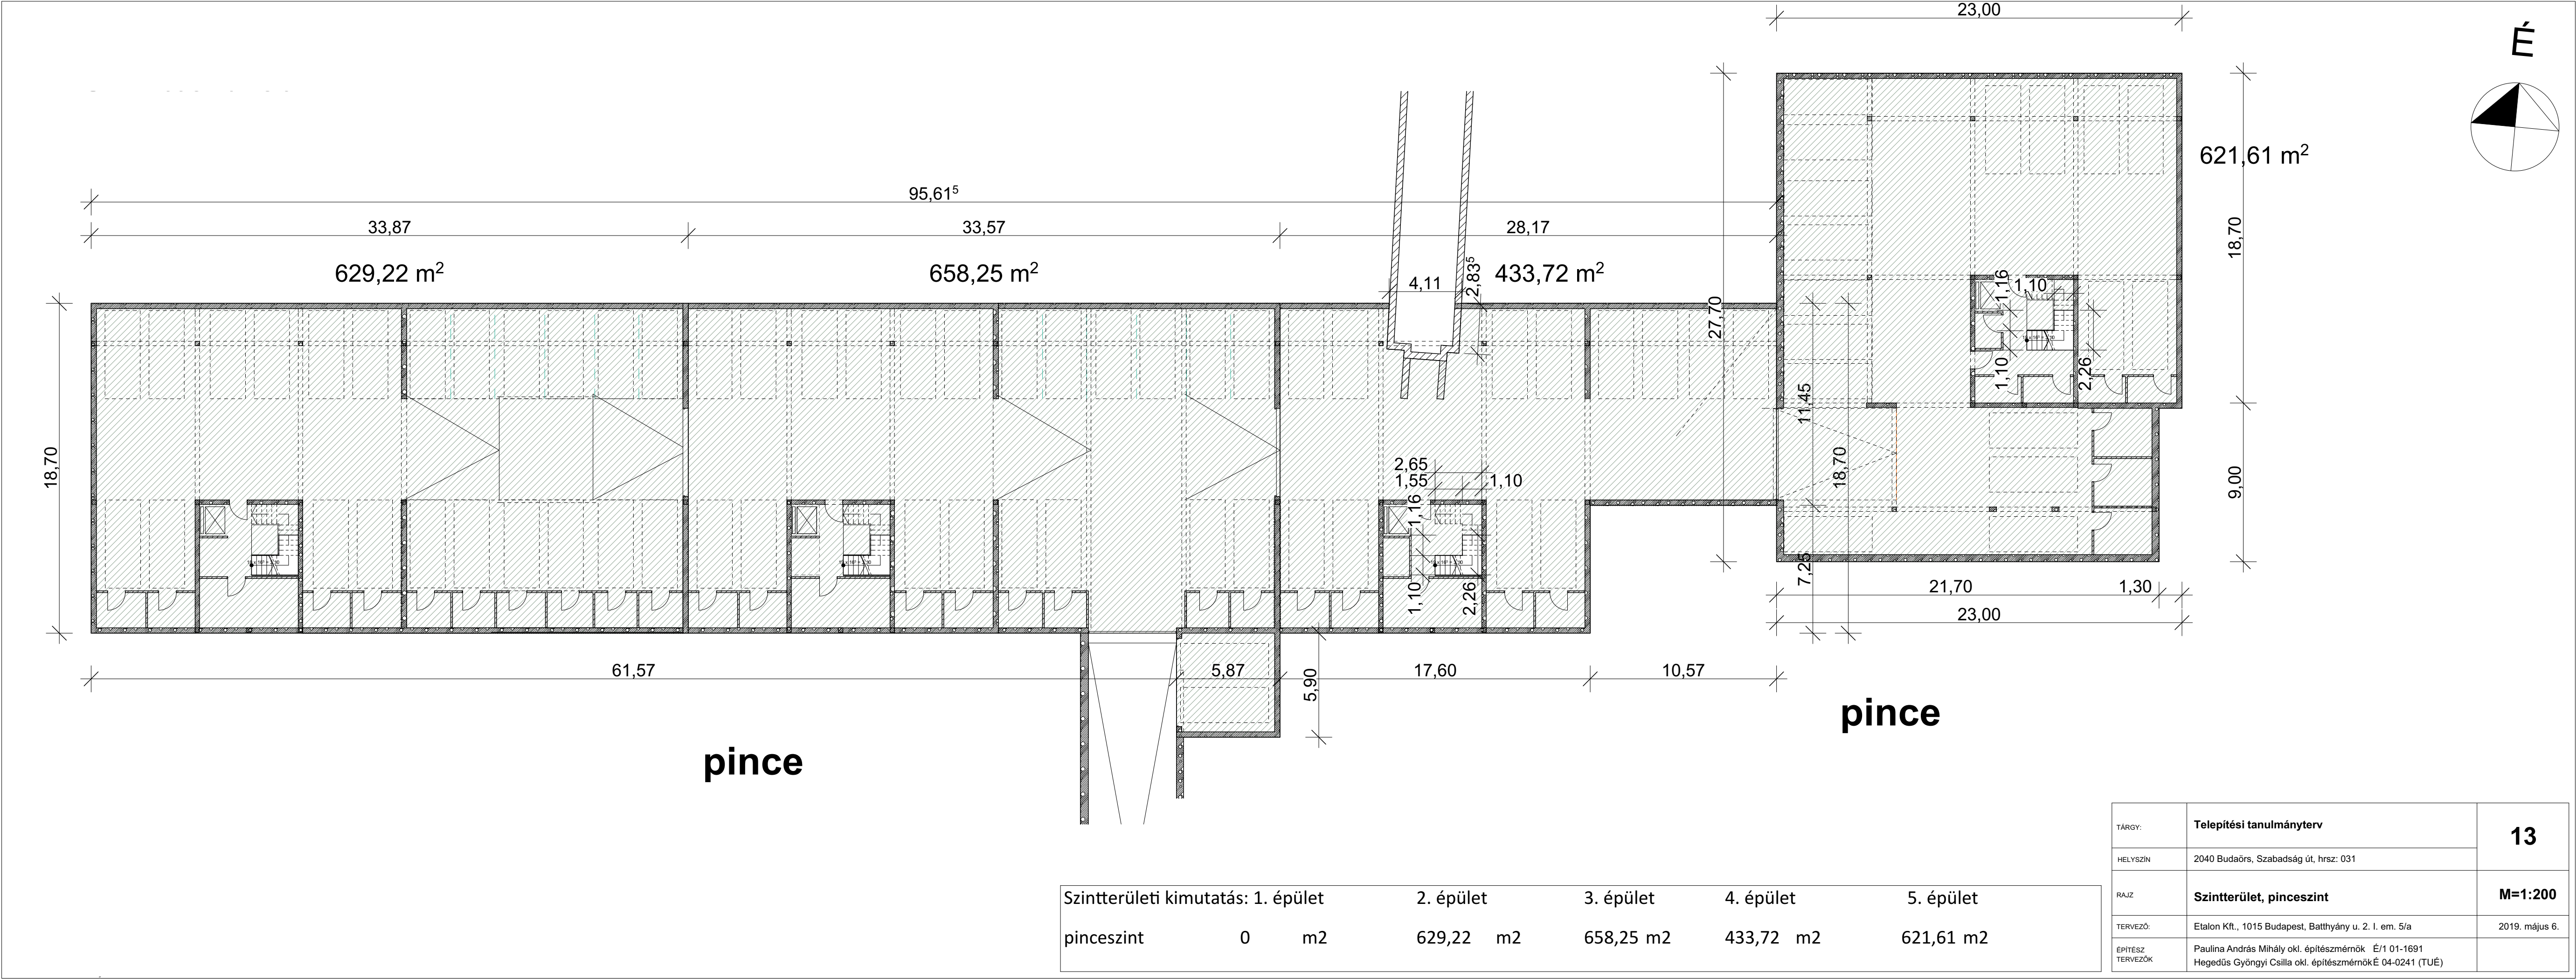 23,00
É
621,61 m2
95,615
33,87
33,57
28,17
629,22 m2
658,25 m2
433,72 m2
4,11
2,835
27,70
18,70
1,16
1,10
1,10
2,26
11,45
18,70
18,70
2,65
1,55
1,10
1,16
1,10
2,26
9,00
7,25
21,70
1,30
23,00
61,57
5,87
5,90
17,60
10,57
pince
pince
Szintterületi kimutatás: 1. épület 2. épület 3. épület 4. épület 5. épület
pinceszint 0 m2 629,22 m2 658,25 m2 433,72 m2 621,61 m2
TÁRGY: Telepítési tanulmányterv 13
HELYSZÍN 2040 Budaörs, Szabadság út, hrsz: 031
RAJZ Szintterület, pinceszint M=1:200
TERVEZŐ: Etalon Kft., 1015 Budapest, Batthyány u. 2. I. em. 5/a 2019. május 6.
ÉPÍTÉSZ TERVEZŐK
Paulina András Mihály okl. építészmérnök É/1 01-1691
Hegedűs Gyöngyi Csilla okl. építészmérnök É 04-0241 (TUÉ)